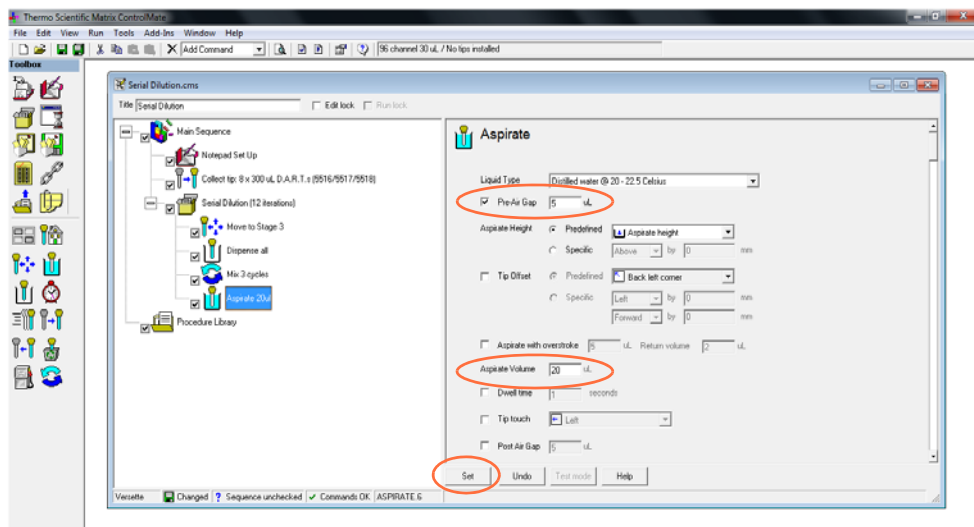 Thermo Scientific Matrix ControlMate
File Edit View Run Tools Add-Ins Window Help
Add Command 96 channel 30 uL / No tips installed
Toolbox
Serial Dilution.cms
Title Serial Dilution Edit lock Run lock
Main Sequence
Notepad Set Up
Collect tip: 8 x 300 uL D.A.R.T.s (5516/5517/5518)
Serial Dilution (12 iterations)
Move to Stage 3
Dispense all
Mix 3 cycles
Aspirate 20ul
Procedure Library
Aspirate
Liquid Type Distilled water @ 20 - 22.5 Celsius
Pre-Air Gap 5 uL
Aspirate Height Predefined Aspirate height
Specific Above by 0 mm
Tip Offset Predefined Back left corner
Specific Left by 0 mm
Forward by 0 mm
Aspirate with overstroke 5 uL Return volume 2 uL
Aspirate Volume 20 uL
Dwell time 1 seconds
Tip touch Left
Post Air Gap 5 uL
Set Undo Test mode Help
Versette Changed ? Sequence unchecked Commands OK ASPIRATE.6